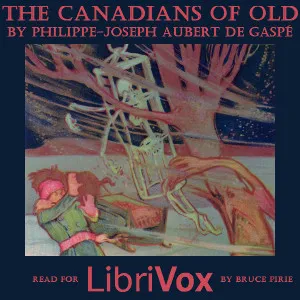 THE CANADIANS OF OLD
BY PHILIPPE-JOSEPH AUBERT DE GASPÉ
READ FOR LibriVox BY BRUCE PIRIE